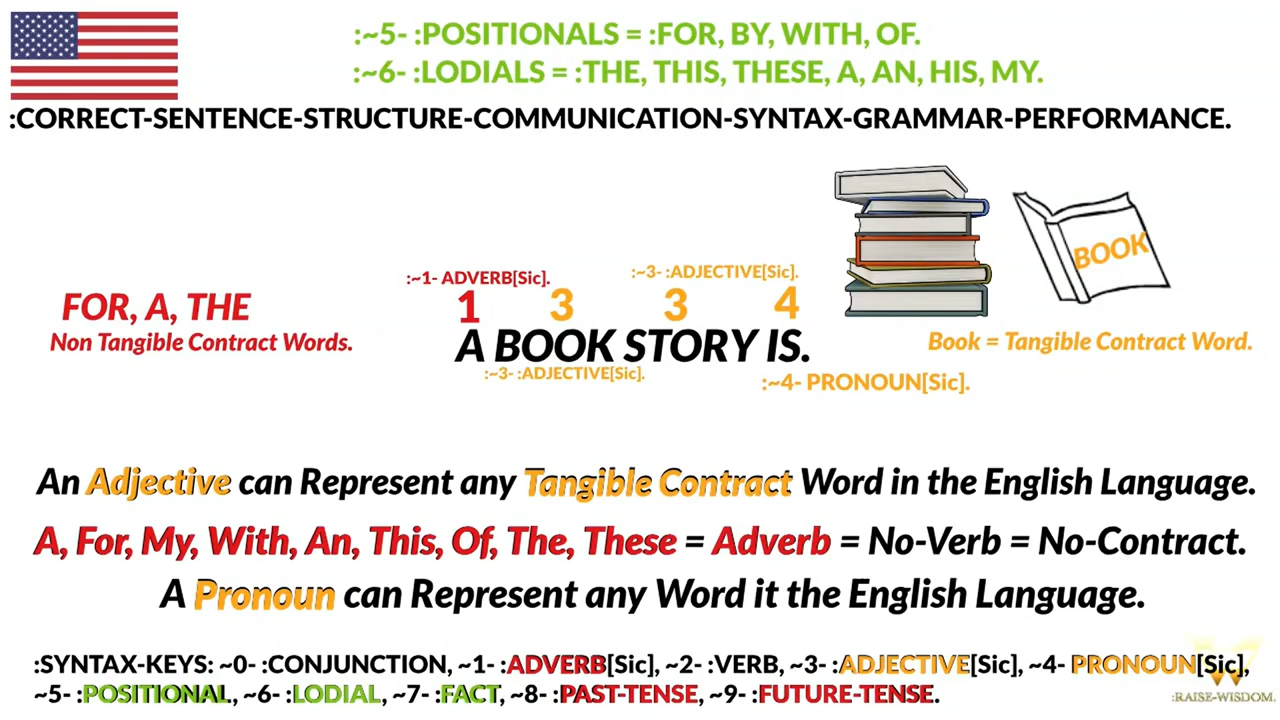 :~5- :POSITIONALS = :FOR, BY, WITH, OF.
:~6- :LODIALS = :THE, THIS, THESE, A, AN, HIS, MY.
:CORRECT-SENTENCE-STRUCTURE-COMMUNICATION-SYNTAX-GRAMMAR-PERFORMANCE.
BOOK
:~1- ADVERB[Sic].
:~3- :ADJECTIVE[Sic].
FOR, A, THE
1 3 3 4
Non Tangible Contract Words.
A BOOK STORY IS.
Book = Tangible Contract Word.
:~3- :ADJECTIVE[Sic].
:~4- PRONOUN[Sic].
An Adjective can Represent any Tangible Contract Word in the English Language.
A, For, My, With, An, This, Of, The, These = Adverb = No-Verb = No-Contract.
A Pronoun can Represent any Word it the English Language.
:SYNTAX-KEYS: ~0- :CONJUNCTION, ~1- :ADVERB[Sic], ~2- :VERB, ~3- :ADJECTIVE[Sic], ~4- PRONOUN[Sic],
~5- :POSITIONAL, ~6- :LODIAL, ~7- :FACT, ~8- :PAST-TENSE, ~9- :FUTURE-TENSE.
:RAISE-WISDOM.